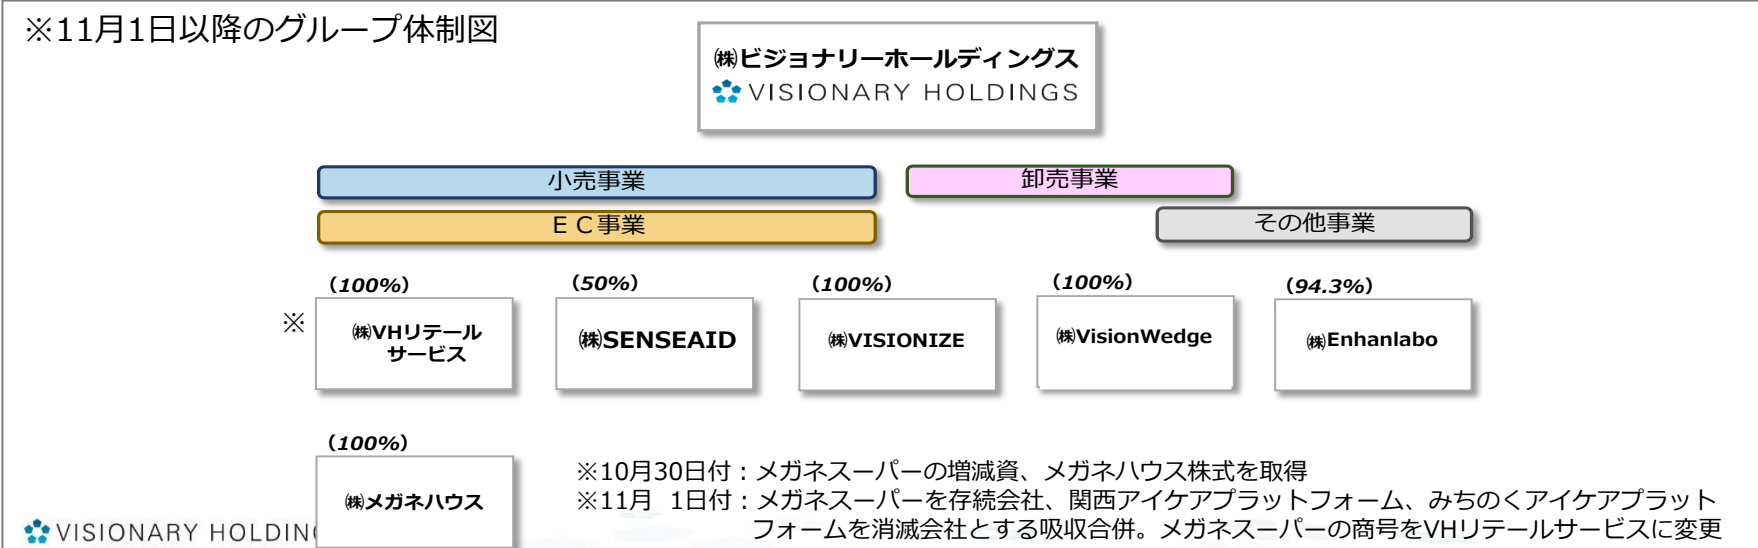 ※11月1日以降のグループ体制図
㈱ビジョナリーホールディングス
VISIONARY HOLDINGS
小売事業
卸売事業
ＥＣ事業
その他事業
（100%）
（50%）
（100%）
（100%）
（94.3%）
※
㈱VHリテール
サービス
㈱SENSEAID
㈱VISIONIZE
㈱VisionWedge
㈱Enhanlabo
（100%）
㈱メガネハウス
※10月30日付：メガネスーパーの増減資、メガネハウス株式を取得
※11月 1日付：メガネスーパーを存続会社、関西アイケアプラットフォーム、みちのくアイケアプラット
フォームを消滅会社とする吸収合併。メガネスーパーの商号をVHリテールサービスに変更
VISIONARY HOLDIN